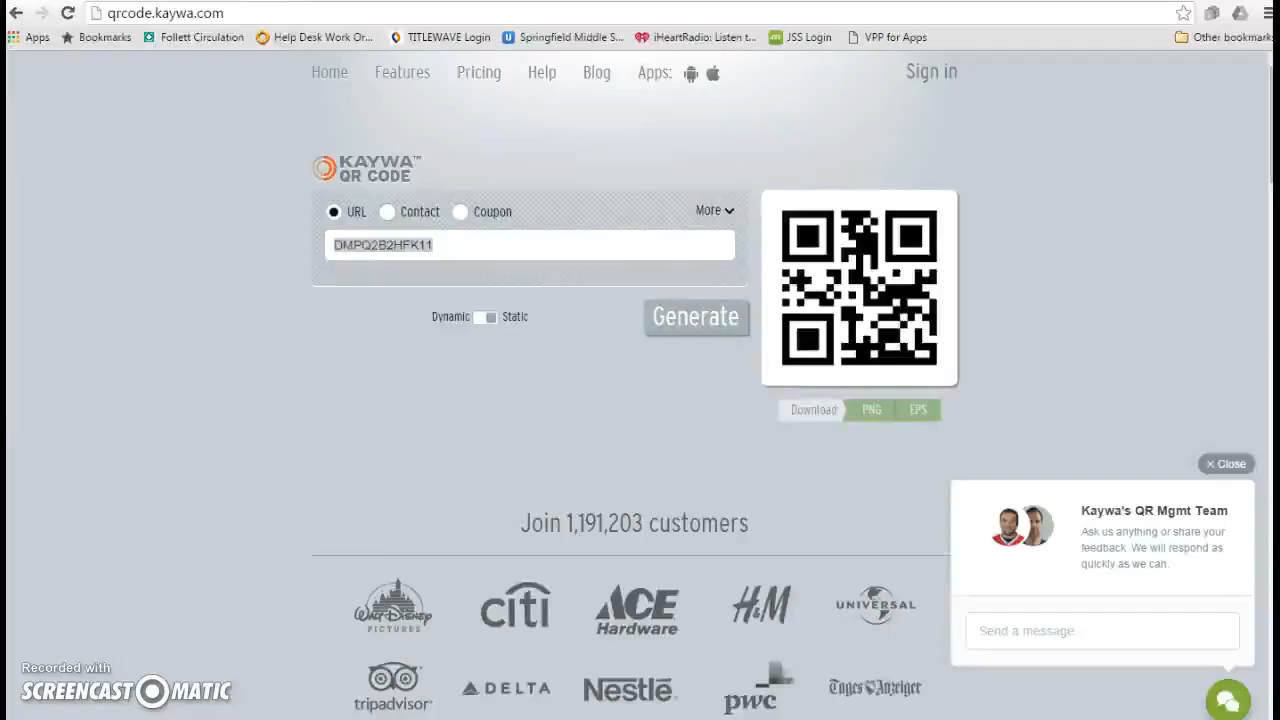 qrcode.kaywa.com
Apps Bookmarks Follett Circulation Help Desk Work Or... TITLEWAVE Login Springfield Middle S... iHeartRadio: Listen t... JSS Login VPP for Apps Other bookmarks
Home Features Pricing Help Blog Apps: Sign in
KAYWA™
QR CODE
URL Contact Coupon More
DMPQ2B2HFK11
Dynamic Static Generate
Download PNG EPS
× Close
Kaywa's QR Mgmt Team
Ask us anything or share your
feedback. We will respond as
quickly as we can.
Join 1,191,203 customers
WALT DISNEY
PICTURES
citi
ACE
Hardware
H&M
UNIVERSAL
Send a message
tripadvisor®
DELTA
Nestlé®
pwc
Tages Anzeiger
Recorded with
SCREENCAST MATIC